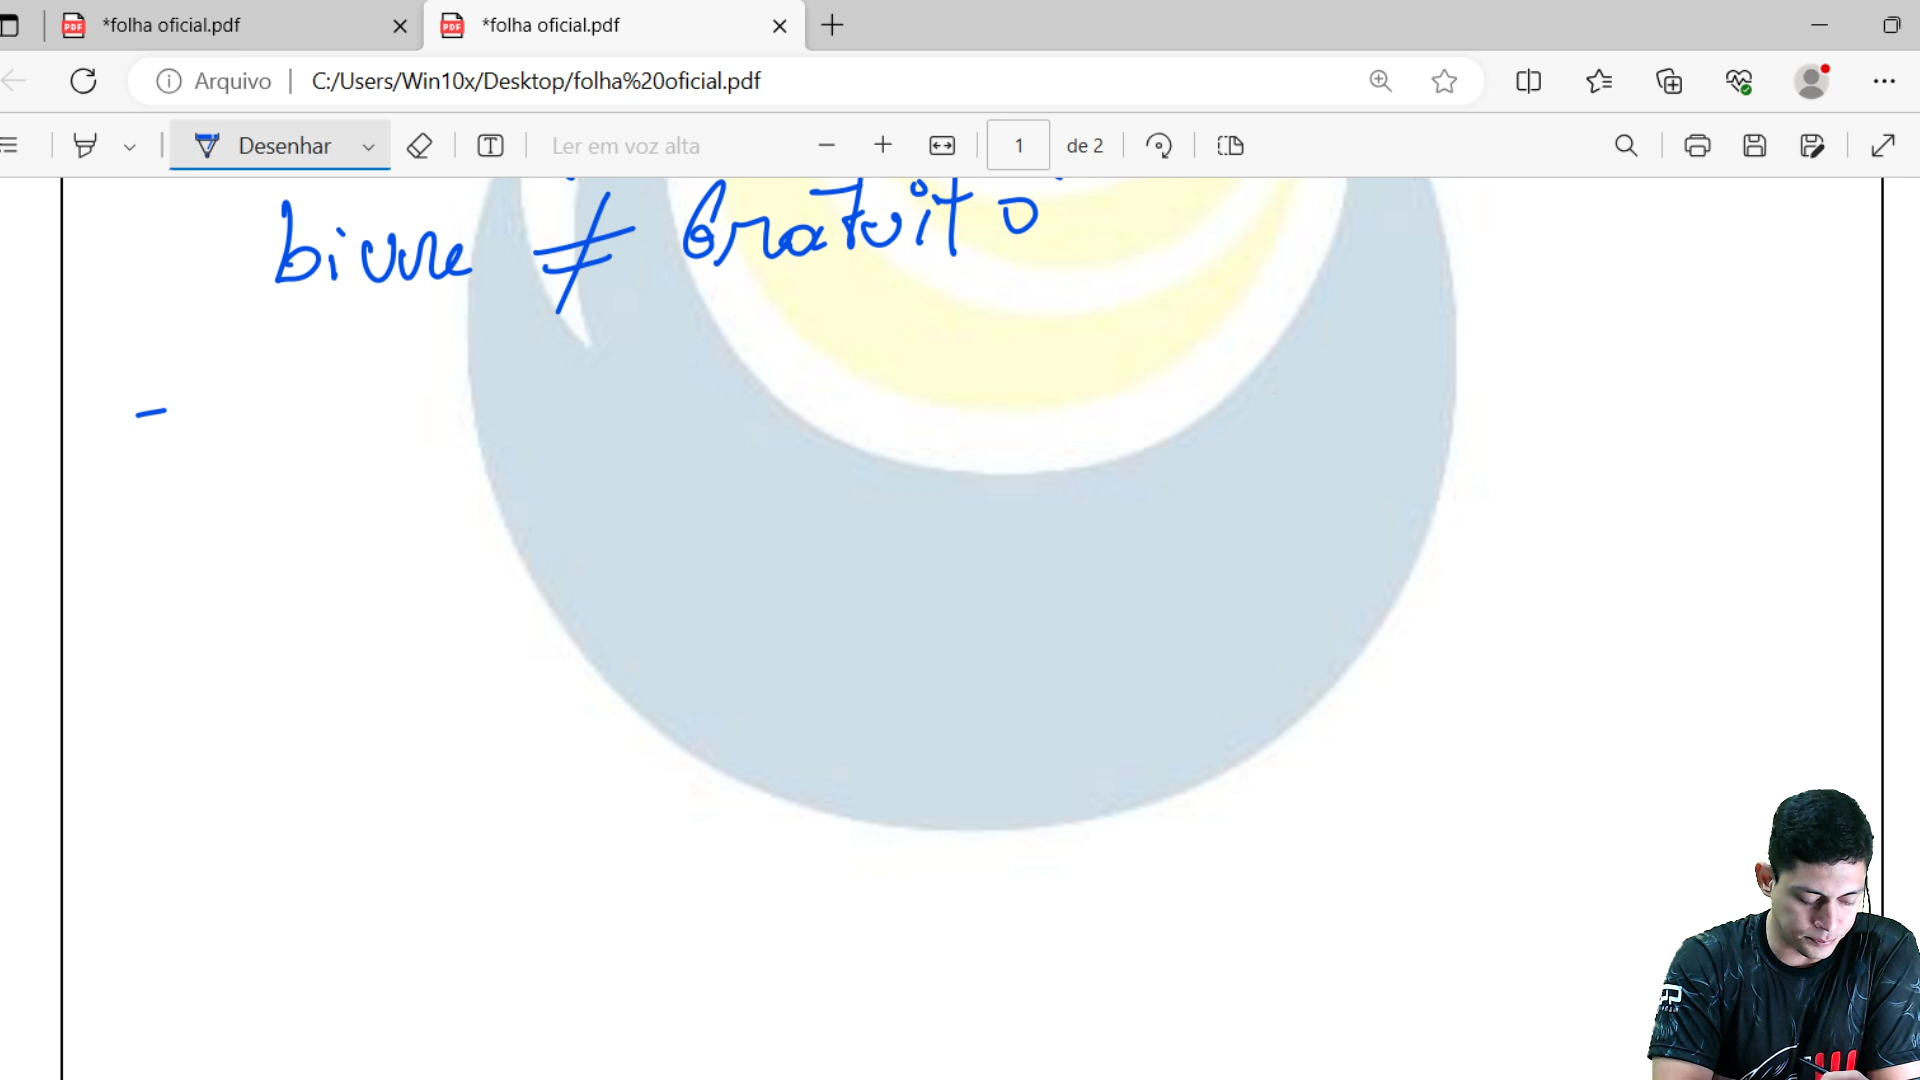 *folha oficial.pdf
*folha oficial.pdf
Arquivo | C:/Users/Win10x/Desktop/folha%20oficial.pdf
Desenhar
Ler em voz alta
1 de 2
livre ≠ Gratuito
-